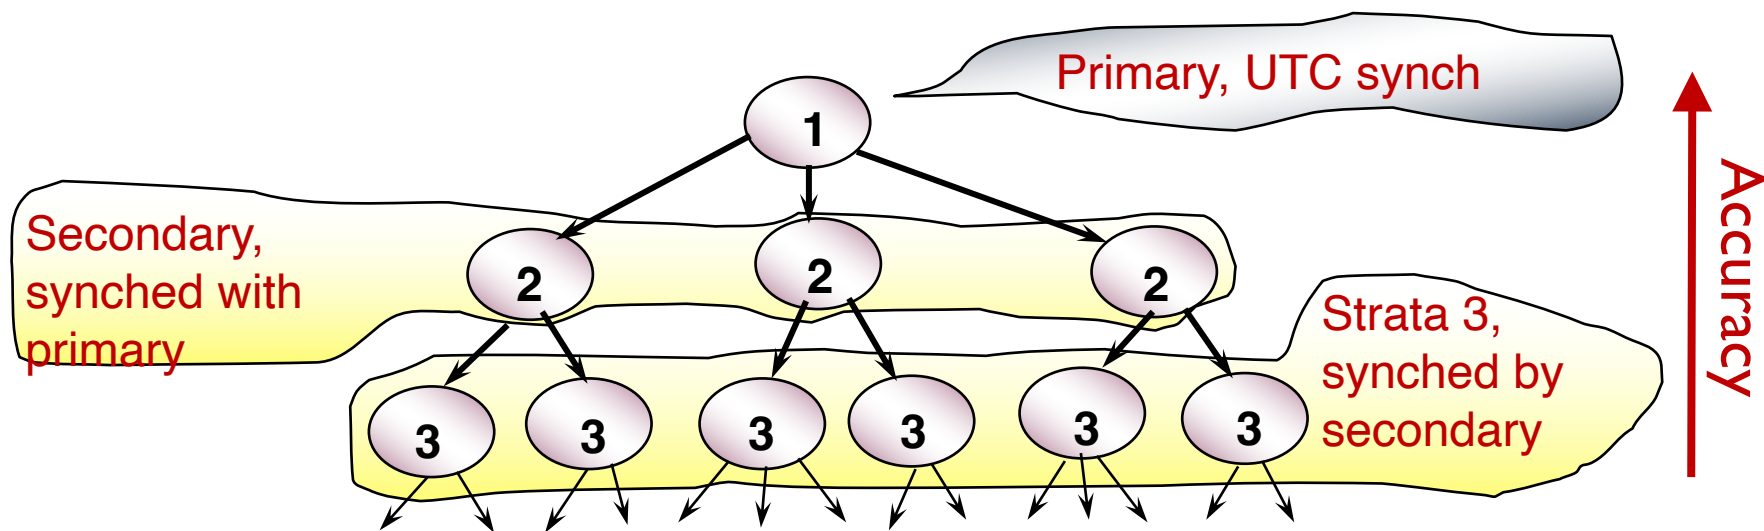 Primary, UTC synch
1
Secondary,
synched with
primary
2
2
2
Strata 3,
synched by
secondary
3
3
3
3
3
3
Accuracy